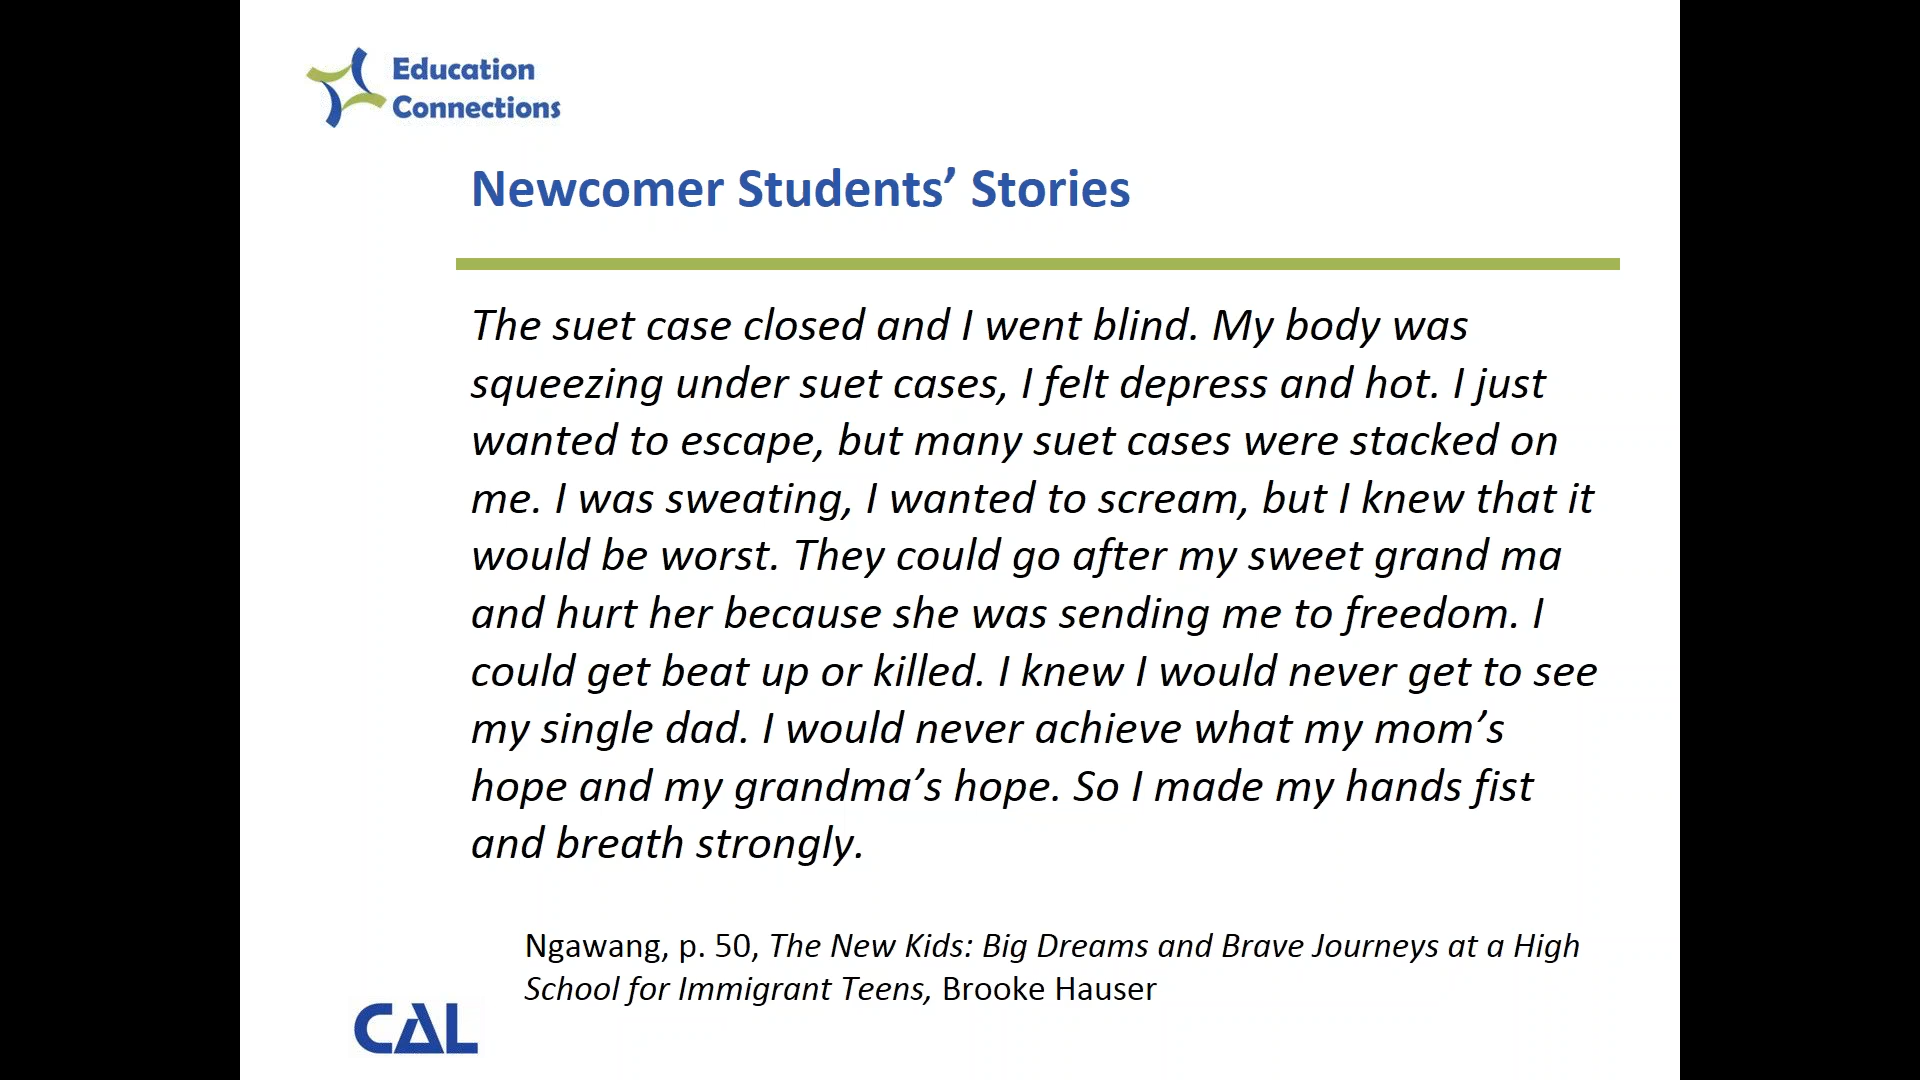 Education
Connections
Newcomer Students’ Stories
The suet case closed and I went blind. My body was
squeezing under suet cases, I felt depress and hot. I just
wanted to escape, but many suet cases were stacked on
me. I was sweating, I wanted to scream, but I knew that it
would be worst. They could go after my sweet grand ma
and hurt her because she was sending me to freedom. I
could get beat up or killed. I knew I would never get to see
my single dad. I would never achieve what my mom’s
hope and my grandma’s hope. So I made my hands fist
and breath strongly.
Ngawang, p. 50, The New Kids: Big Dreams and Brave Journeys at a High
School for Immigrant Teens, Brooke Hauser
CAL